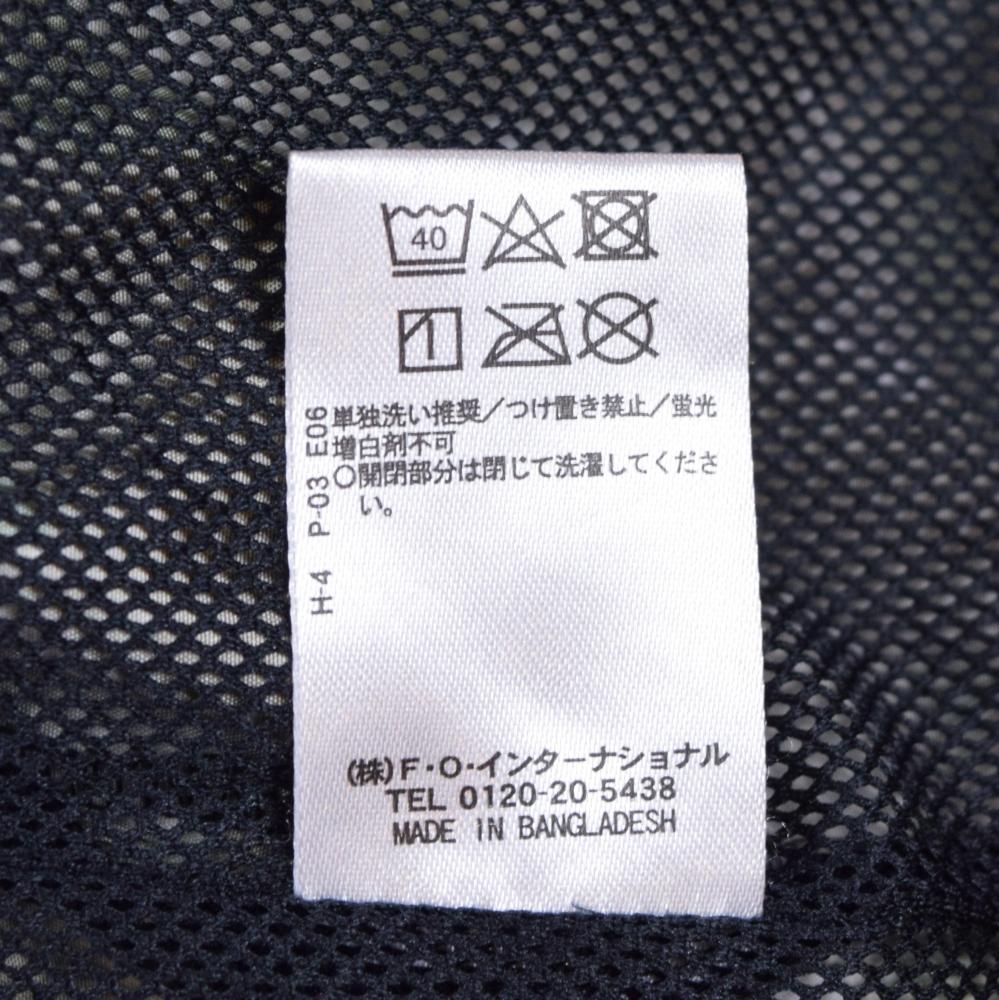 40
1
単独洗い推奨／つけ置き禁止／蛍光
増白剤不可
○開閉部分は閉じて洗濯してくださ
い。
H-4 P-03 E06
(株)F・O・インターナショナル
TEL 0120-20-5438
MADE IN BANGLADESH